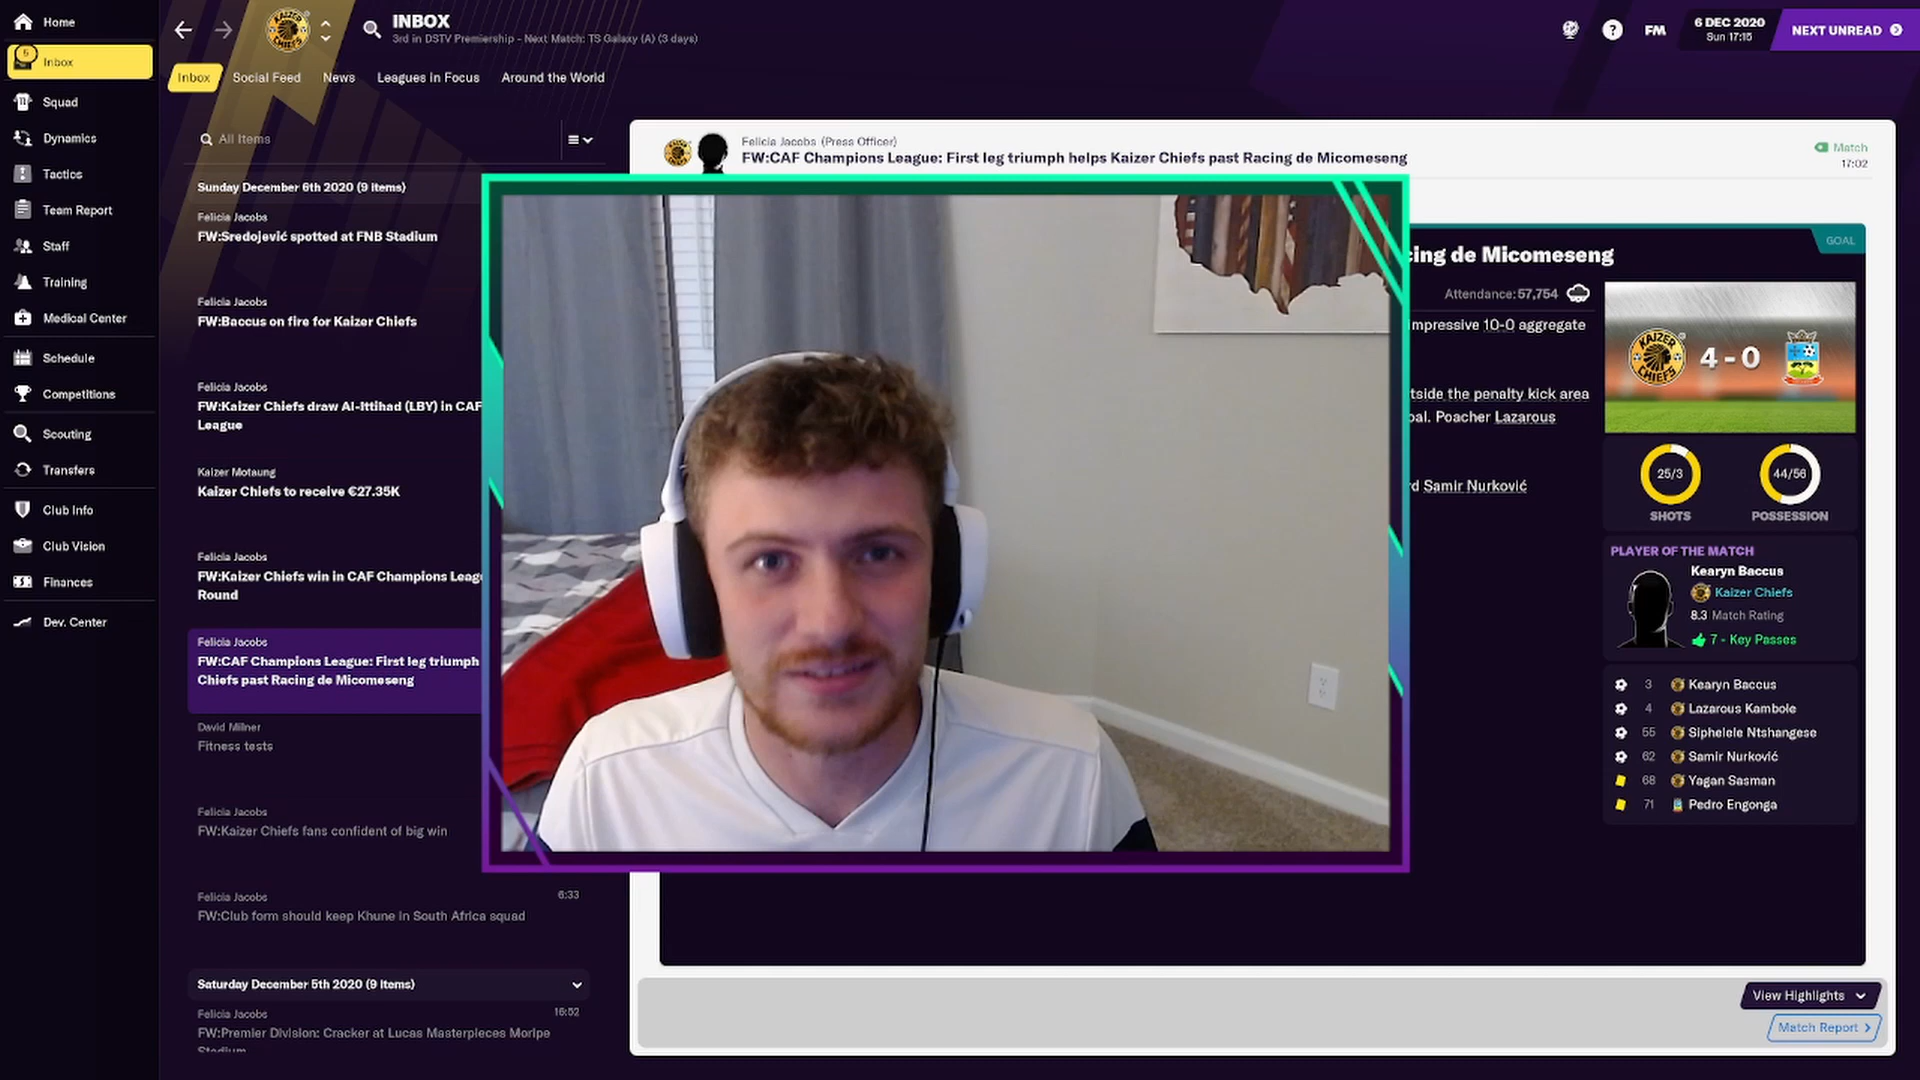 Home
5
Inbox
Squad
Dynamics
Tactics
Team Report
Staff
Training
Medical Center
Schedule
Competitions
Scouting
Transfers
Club Info
Club Vision
Finances
Dev. Center
KAIZER CHIEFS
INBOX
3rd in DSTV Premiership - Next Match: TS Galaxy (A) (3 days)
?
FM
6 DEC 2020
Sun 17:15
NEXT UNREAD
Inbox
Social Feed
News
Leagues in Focus
Around the World
All Items
Sunday December 6th 2020 (9 items)
Felicia Jacobs
FW:Sredojević spotted at FNB Stadium
Felicia Jacobs
FW:Baccus on fire for Kaizer Chiefs
Felicia Jacobs
FW:Kaizer Chiefs draw Al-Ittihad (LBY) in CAF
League
Kaizer Motaung
Kaizer Chiefs to receive €27.35K
Felicia Jacobs
FW:Kaizer Chiefs win in CAF Champions Leag
Round
Felicia Jacobs
FW:CAF Champions League: First leg triumph
Chiefs past Racing de Micomeseng
David Milner
Fitness tests
Felicia Jacobs
FW:Kaizer Chiefs fans confident of big win
Felicia Jacobs
6:33
FW:Club form should keep Khune in South Africa squad
Saturday December 5th 2020 (9 items)
Felicia Jacobs
16:52
FW:Premier Division: Cracker at Lucas Masterpieces Moripe
Stadium
Felicia Jacobs (Press Officer)
FW:CAF Champions League: First leg triumph helps Kaizer Chiefs past Racing de Micomeseng
Match
17:02
GOAL
cing de Micomeseng
Attendance: 57,754
impressive 10-0 aggregate
tside the penalty kick area
oal. Poacher Lazarous
rd Samir Nurković
KAIZER CHIEFS
4 - 0
25/3
44/56
SHOTS
POSSESSION
PLAYER OF THE MATCH
Kearyn Baccus
Kaizer Chiefs
8.3 Match Rating
7 - Key Passes
3 Kearyn Baccus
4 Lazarous Kambole
55 Siphelele Ntshangese
62 Samir Nurković
68 Yagan Sasman
71 Pedro Engonga
View Highlights
Match Report